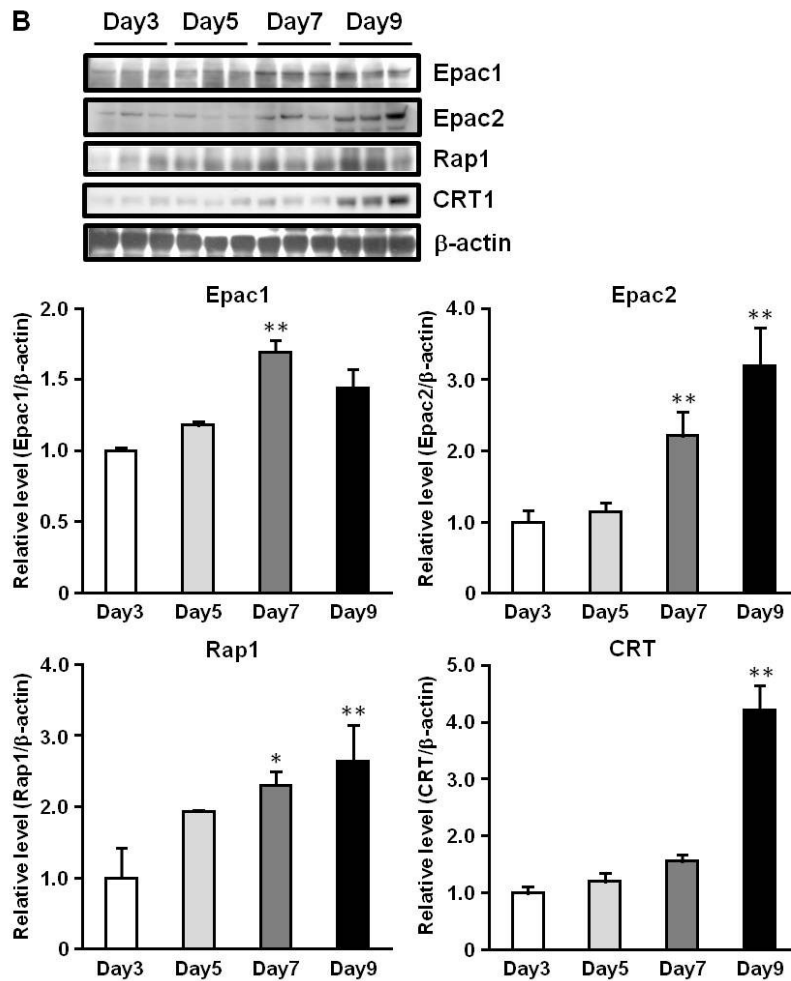 B
Day3 Day5 Day7 Day9
Epac1
Epac2
Rap1
CRT1
β-actin
Epac1
Relative level (Epac1/β-actin)
2.0
**
1.5
1.0
0.5
0
Day3 Day5 Day7 Day9
Epac2
Relative level (Epac2/β-actin)
4.0
**
3.0
**
2.0
1.0
0
Day3 Day5 Day7 Day9
Rap1
Relative level (Rap1/β-actin)
4.0
3.0
**
*
2.0
1.0
0
Day3 Day5 Day7 Day9
CRT
Relative level (CRT/β-actin)
5.0
**
4.0
3.0
2.0
1.0
0
Day3 Day5 Day7 Day9